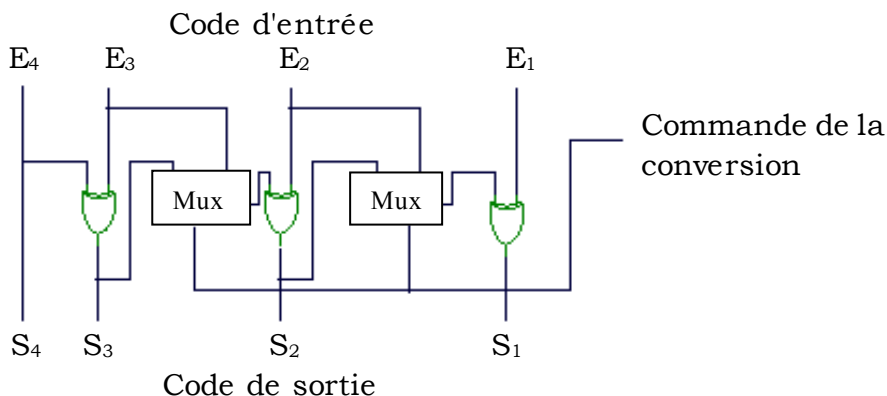 Code d'entrée
E₄ E₃ E₂ E₁
Commande de la
conversion
Mux Mux
S₄ S₃ S₂ S₁
Code de sortie